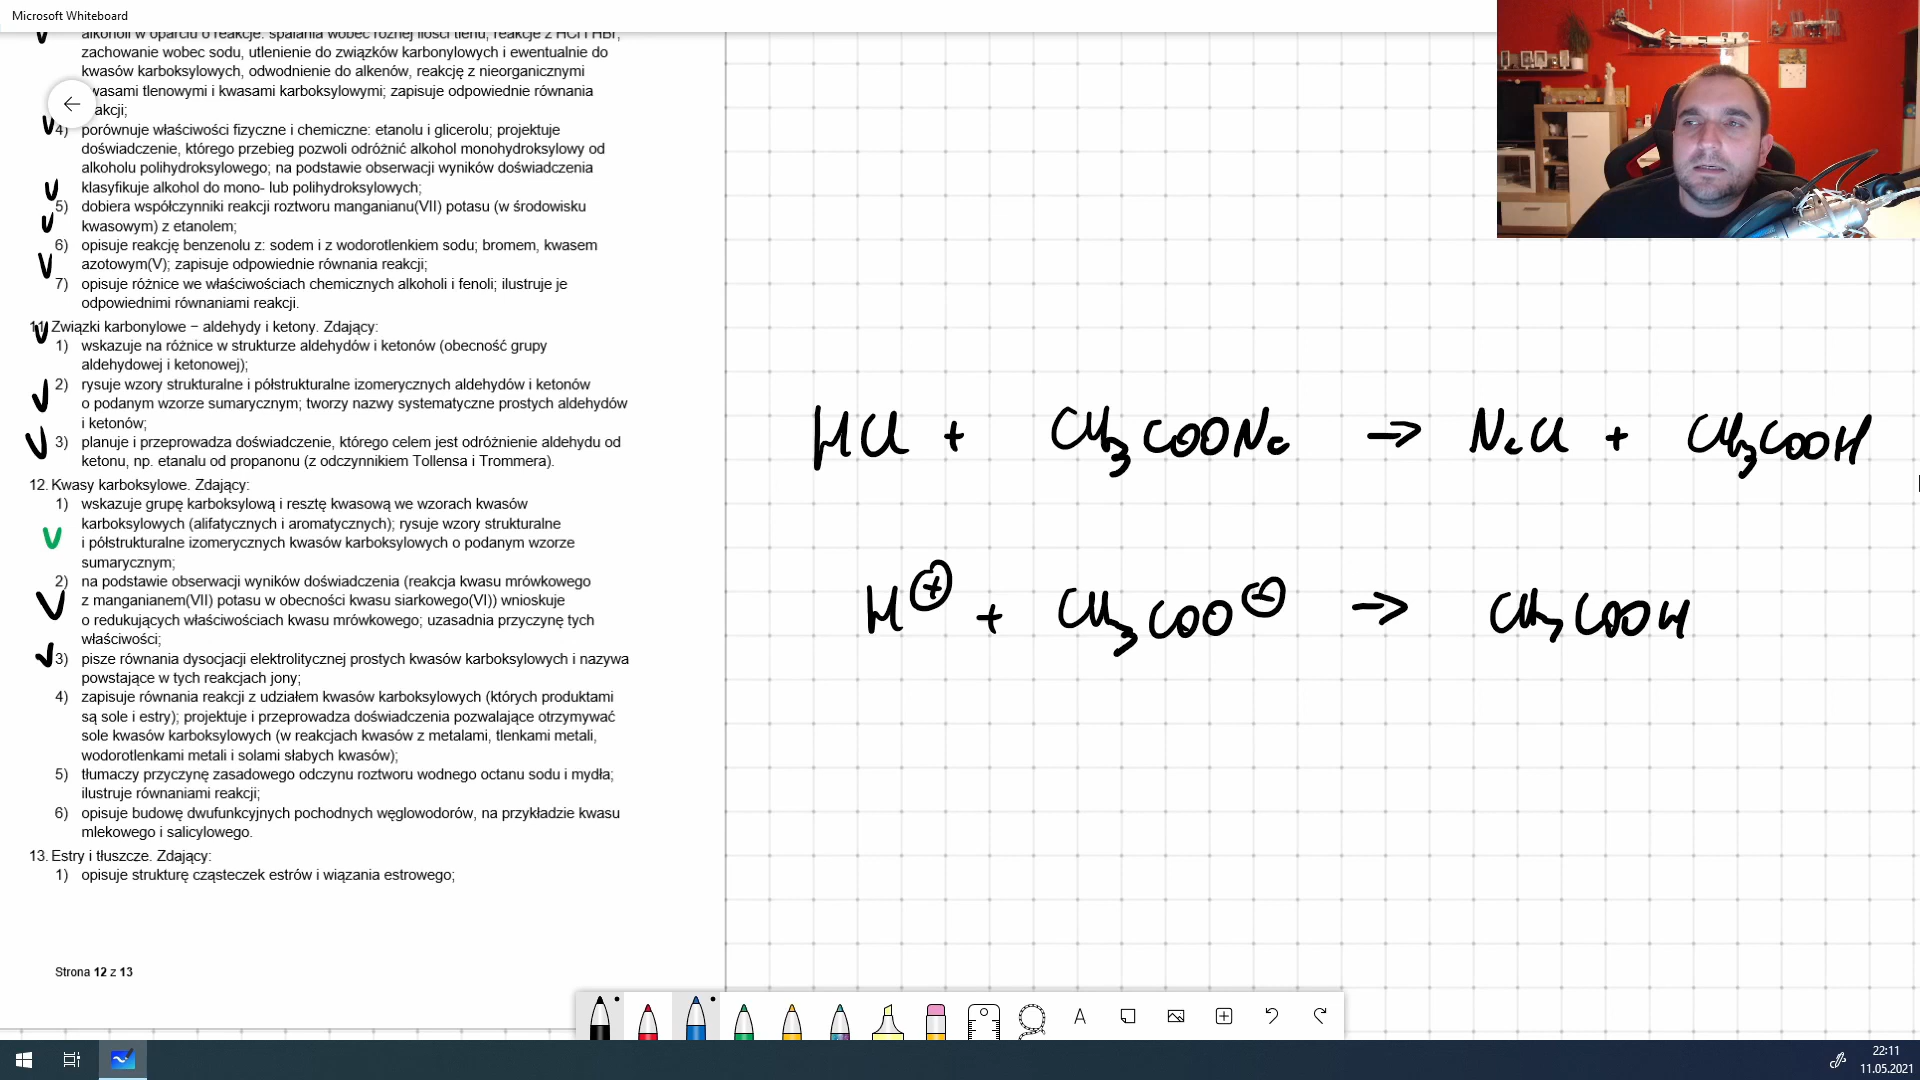 Microsoft Whiteboard
alkoholi w oparciu o reakcje: spalania wobec różnej ilości tlenu, reakcje z HCl i HBr,
zachowanie wobec sodu, utlenienie do związków karbonylowych i ewentualnie do
kwasów karboksylowych, odwodnienie do alkenów, reakcję z nieorganicznymi
wasami tlenowymi i kwasami karboksylowymi; zapisuje odpowiednie równania
akcji;
4) porównuje właściwości fizyczne i chemiczne: etanolu i glicerolu; projektuje
doświadczenie, którego przebieg pozwoli odróżnić alkohol monohydroksylowy od
alkoholu polihydroksylowego; na podstawie obserwacji wyników doświadczenia
klasyfikuje alkohol do mono- lub polihydroksylowych;
5) dobiera współczynniki reakcji roztworu manganianu(VII) potasu (w środowisku
kwasowym) z etanolem;
6) opisuje reakcję benzenolu z: sodem i z wodorotlenkiem sodu; bromem, kwasem
azotowym(V); zapisuje odpowiednie równania reakcji;
7) opisuje różnice we właściwościach chemicznych alkoholi i fenoli; ilustruje je
odpowiednimi równaniami reakcji.
11. Związki karbonylowe − aldehydy i ketony. Zdający:
1) wskazuje na różnice w strukturze aldehydów i ketonów (obecność grupy
aldehydowej i ketonowej);
2) rysuje wzory strukturalne i półstrukturalne izomerycznych aldehydów i ketonów
o podanym wzorze sumarycznym; tworzy nazwy systematyczne prostych aldehydów
i ketonów;
3) planuje i przeprowadza doświadczenie, którego celem jest odróżnienie aldehydu od
ketonu, np. etanalu od propanonu (z odczynnikiem Tollensa i Trommera).
12. Kwasy karboksylowe. Zdający:
1) wskazuje grupę karboksylową i resztę kwasową we wzorach kwasów
karboksylowych (alifatycznych i aromatycznych); rysuje wzory strukturalne
i półstrukturalne izomerycznych kwasów karboksylowych o podanym wzorze
sumarycznym;
2) na podstawie obserwacji wyników doświadczenia (reakcja kwasu mrówkowego
z manganianem(VII) potasu w obecności kwasu siarkowego(VI)) wnioskuje
o redukujących właściwościach kwasu mrówkowego; uzasadnia przyczynę tych
właściwości;
3) pisze równania dysocjacji elektrolitycznej prostych kwasów karboksylowych i nazywa
powstające w tych reakcjach jony;
4) zapisuje równania reakcji z udziałem kwasów karboksylowych (których produktami
są sole i estry); projektuje i przeprowadza doświadczenia pozwalające otrzymywać
sole kwasów karboksylowych (w reakcjach kwasów z metalami, tlenkami metali,
wodorotlenkami metali i solami słabych kwasów);
5) tłumaczy przyczynę zasadowego odczynu roztworu wodnego octanu sodu i mydła;
ilustruje równaniami reakcji;
6) opisuje budowę dwufunkcyjnych pochodnych węglowodorów, na przykładzie kwasu
mlekowego i salicylowego.
13. Estry i tłuszcze. Zdający:
1) opisuje strukturę cząsteczek estrów i wiązania estrowego;
Strona 12 z 13
HCl + CH₃COONa → NaCl + CH₃COOH
H⊕ + CH₃COO⊖ → CH₃COOH
A
22:11
11.05.2021